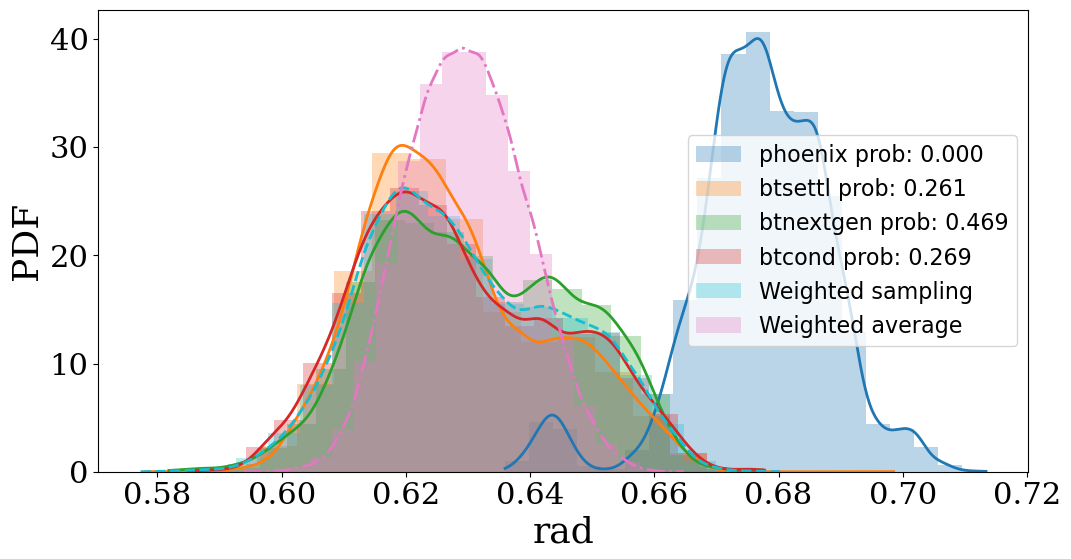 40
30
20
10
0
PDF
phoenix prob: 0.000
btsettl prob: 0.261
btnextgen prob: 0.469
btcond prob: 0.269
Weighted sampling
Weighted average
0.58 0.60 0.62 0.64 0.66 0.68 0.70 0.72
rad